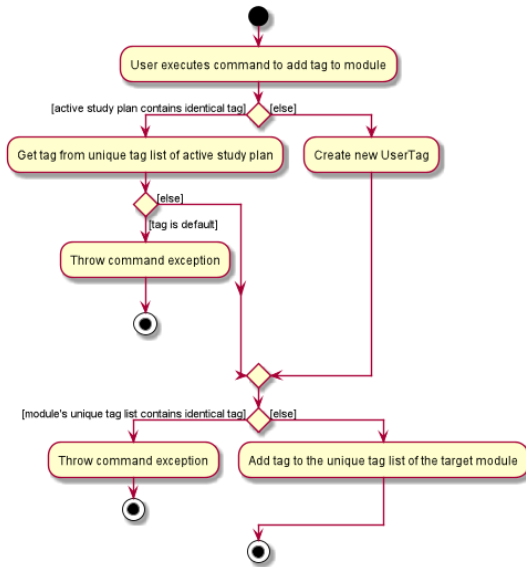 User executes command to add tag to module
[active study plan contains identical tag]
[else]
Get tag from unique tag list of active study plan
Create new UserTag
[else]
[tag is default]
Throw command exception
[module's unique tag list contains identical tag]
[else]
Throw command exception
Add tag to the unique tag list of the target module